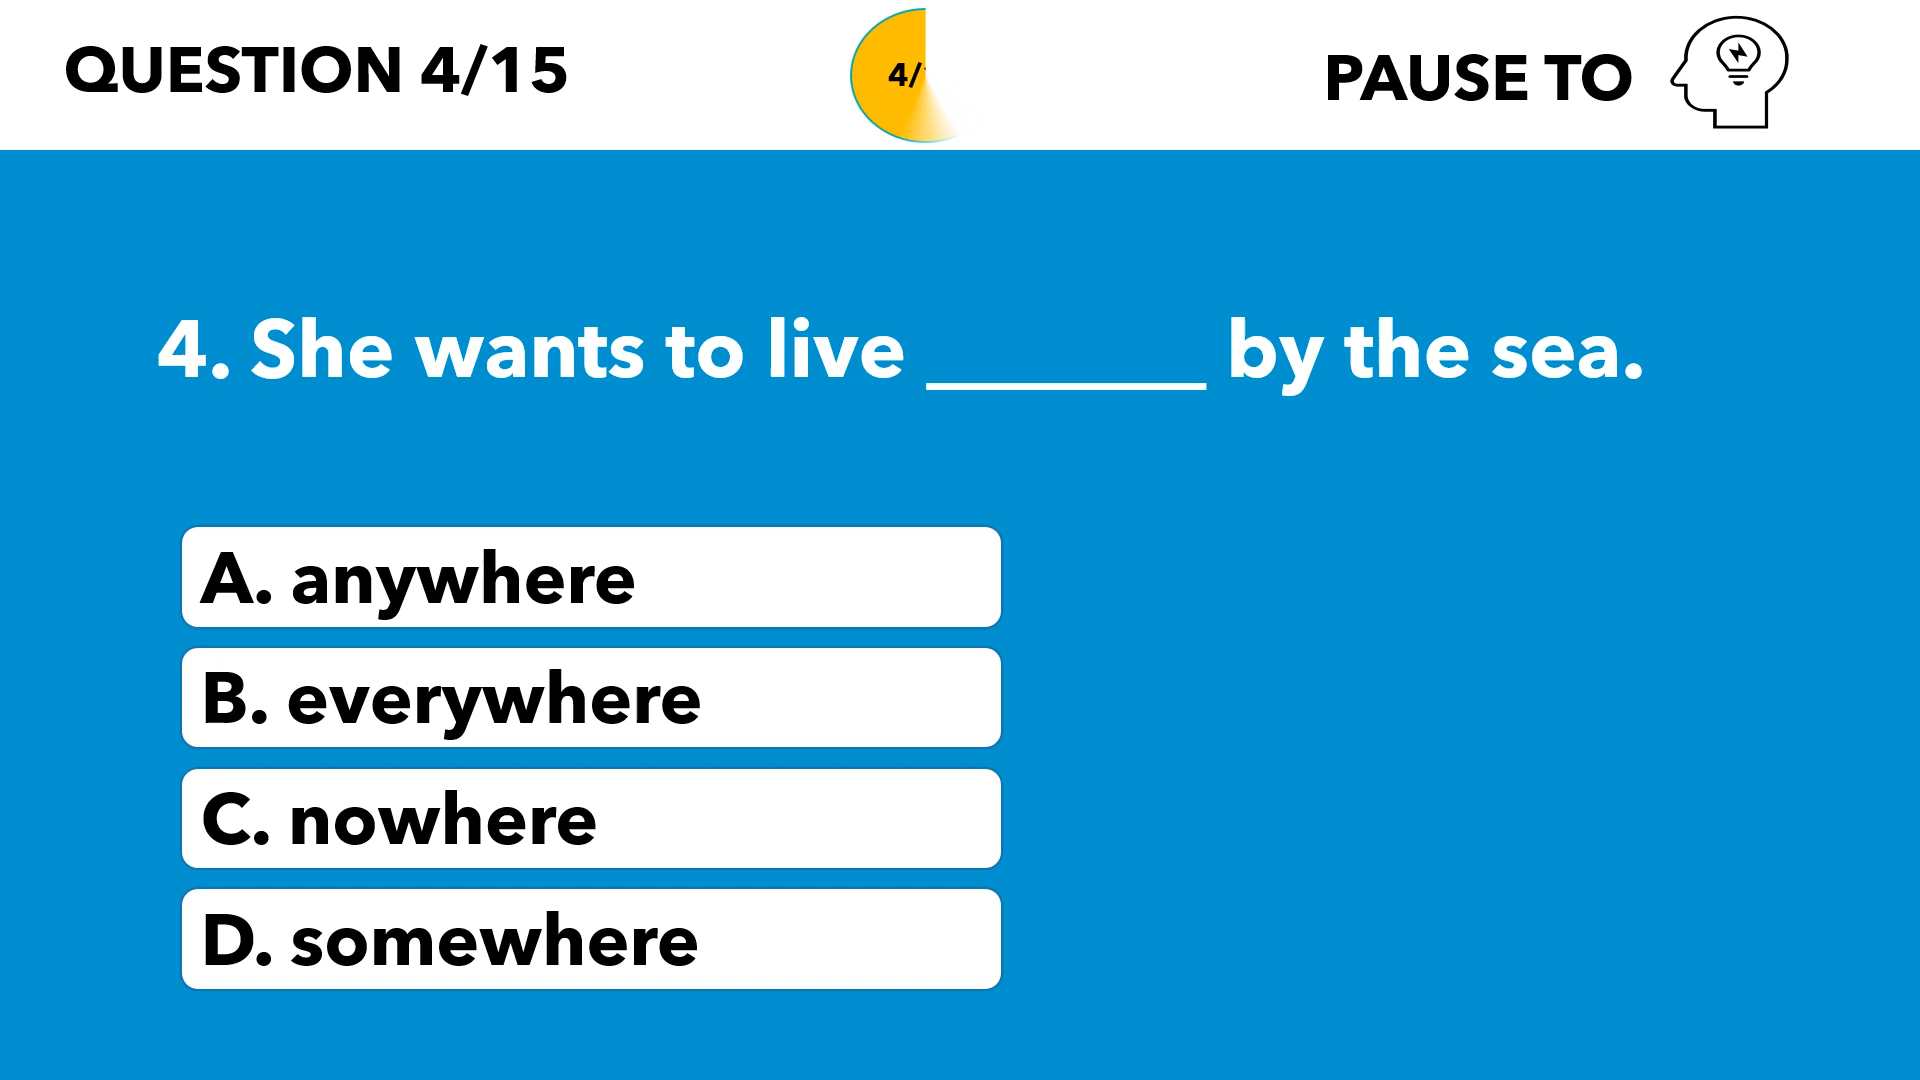 QUESTION 4/15
4/
PAUSE TO
4. She wants to live _______ by the sea.
A. anywhere
B. everywhere
C. nowhere
D. somewhere